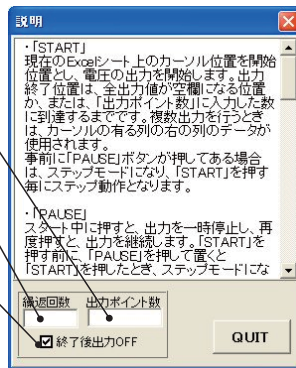 説明
・「START」
現在のExcelシート上のカーソル位置を開始
位置とし、電圧の出力を開始します。出力
終了位置は、全出力値が空欄になる位置
か、または、「出力ポイント数」に入力した数
に到達するまでです。複数出力を行うとき
は、カーソルの有る列の右の列のデータが
使用されます。
事前に「PAUSE」ボタンが押してある場合
は、ステップモードになり、「START」を押す
毎にステップ動作となります。
・「PAUSE」
スタート中に押すと、出力を一時停止し、再
度押すと、出力を継続します。「START」を
押す前に、「PAUSE」を押して置くと
「START」を押したとき、ステップモードにな
繰返回数 出力ポイント数
終了後出力OFF
QUIT